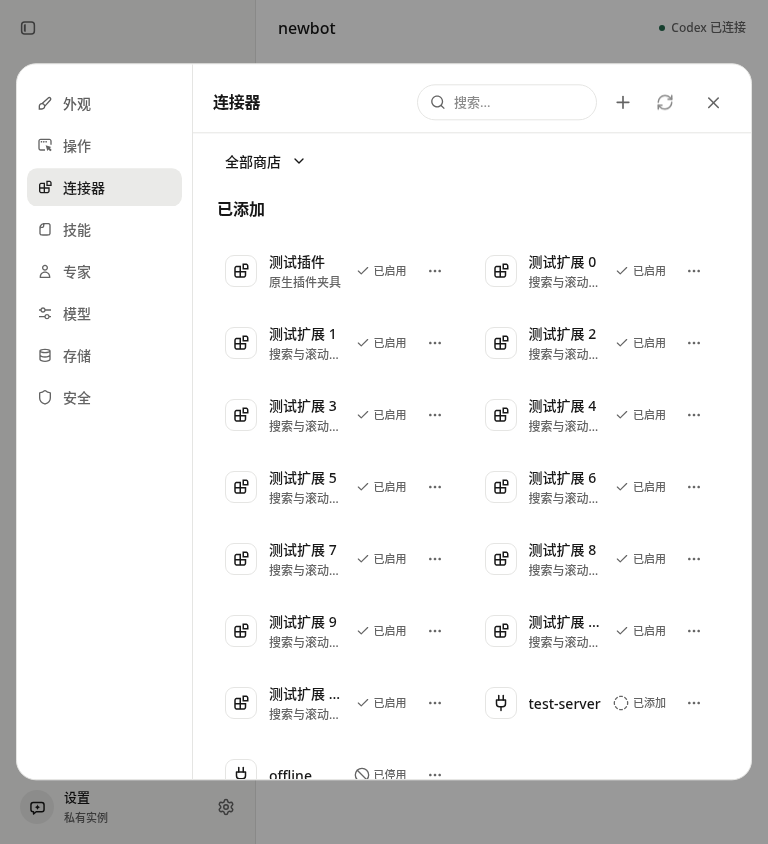 newbot
Codex 已连接
外观
操作
连接器
技能
专家
模型
存储
安全
连接器
搜索...
全部商店
已添加
测试插件
原生插件夹具
已启用
测试扩展 0
搜索与滚动...
已启用
测试扩展 1
搜索与滚动...
已启用
测试扩展 2
搜索与滚动...
已启用
测试扩展 3
搜索与滚动...
已启用
测试扩展 4
搜索与滚动...
已启用
测试扩展 5
搜索与滚动...
已启用
测试扩展 6
搜索与滚动...
已启用
测试扩展 7
搜索与滚动...
已启用
测试扩展 8
搜索与滚动...
已启用
测试扩展 9
搜索与滚动...
已启用
测试扩展 ...
搜索与滚动...
已启用
测试扩展 ...
搜索与滚动...
已启用
test-server
已添加
offline
已停用
设置
私有实例